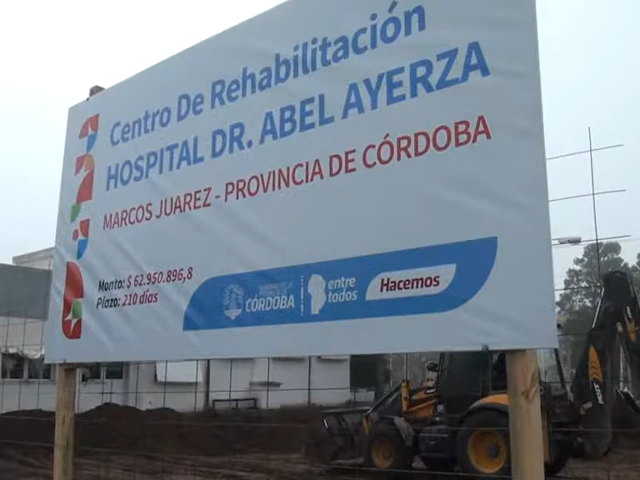 Centro De Rehabilitación
HOSPITAL DR. ABEL AYERZA
MARCOS JUAREZ - PROVINCIA DE CÓRDOBA
Monto: $ 62.950.896,8
Plazo: 210 días
CÓRDOBA
entre
todos
Hacemos